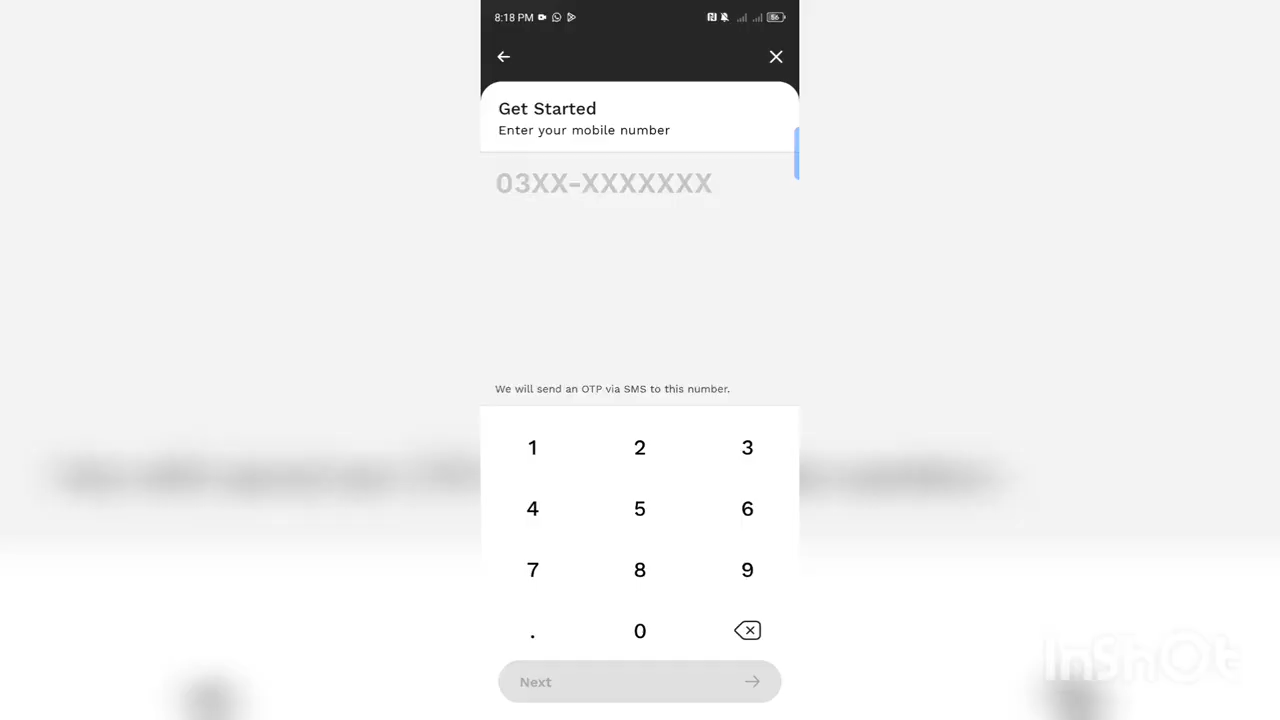 8:18 PM
56
Get Started
Enter your mobile number
03XX-XXXXXXX
We will send an OTP via SMS to this number.
1 2 3
4 5 6
7 8 9
. 0
Next
InShOt